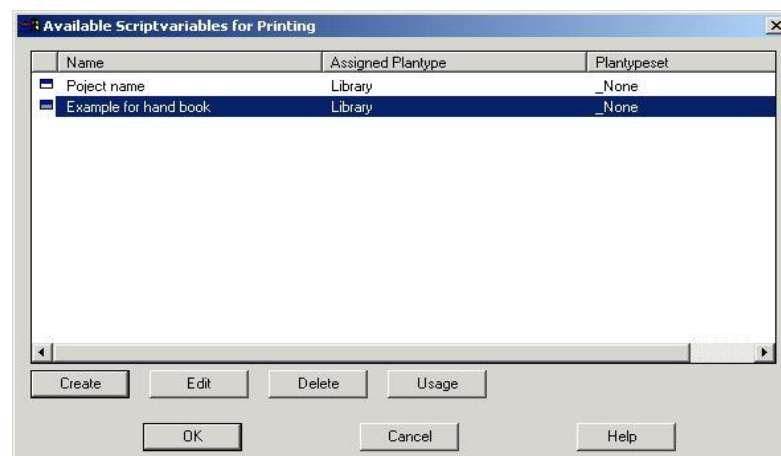 Available Scriptvariables for Printing
Name Assigned Plantype Plantypeset
Poject name Library _None
Example for hand book Library _None
Create Edit Delete Usage
OK Cancel Help